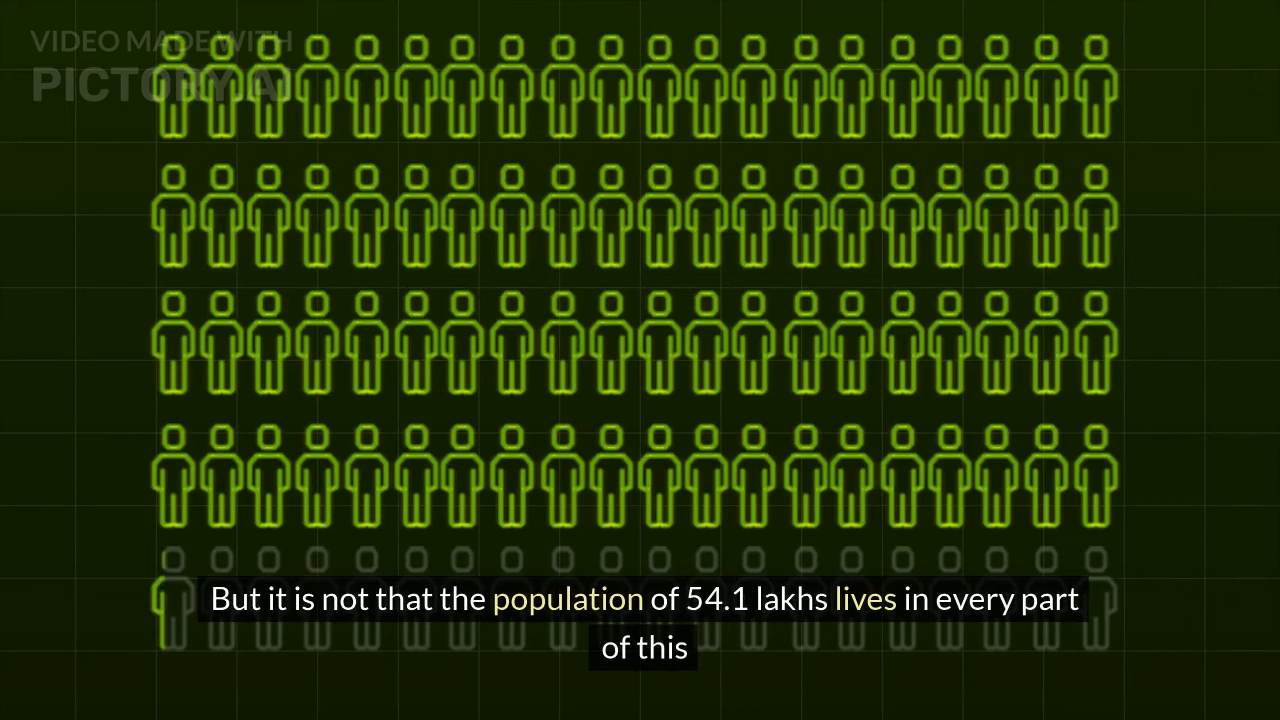 VIDEO MADE WITH
PICTORY.AI
But it is not that the population of 54.1 lakhs lives in every part
of this